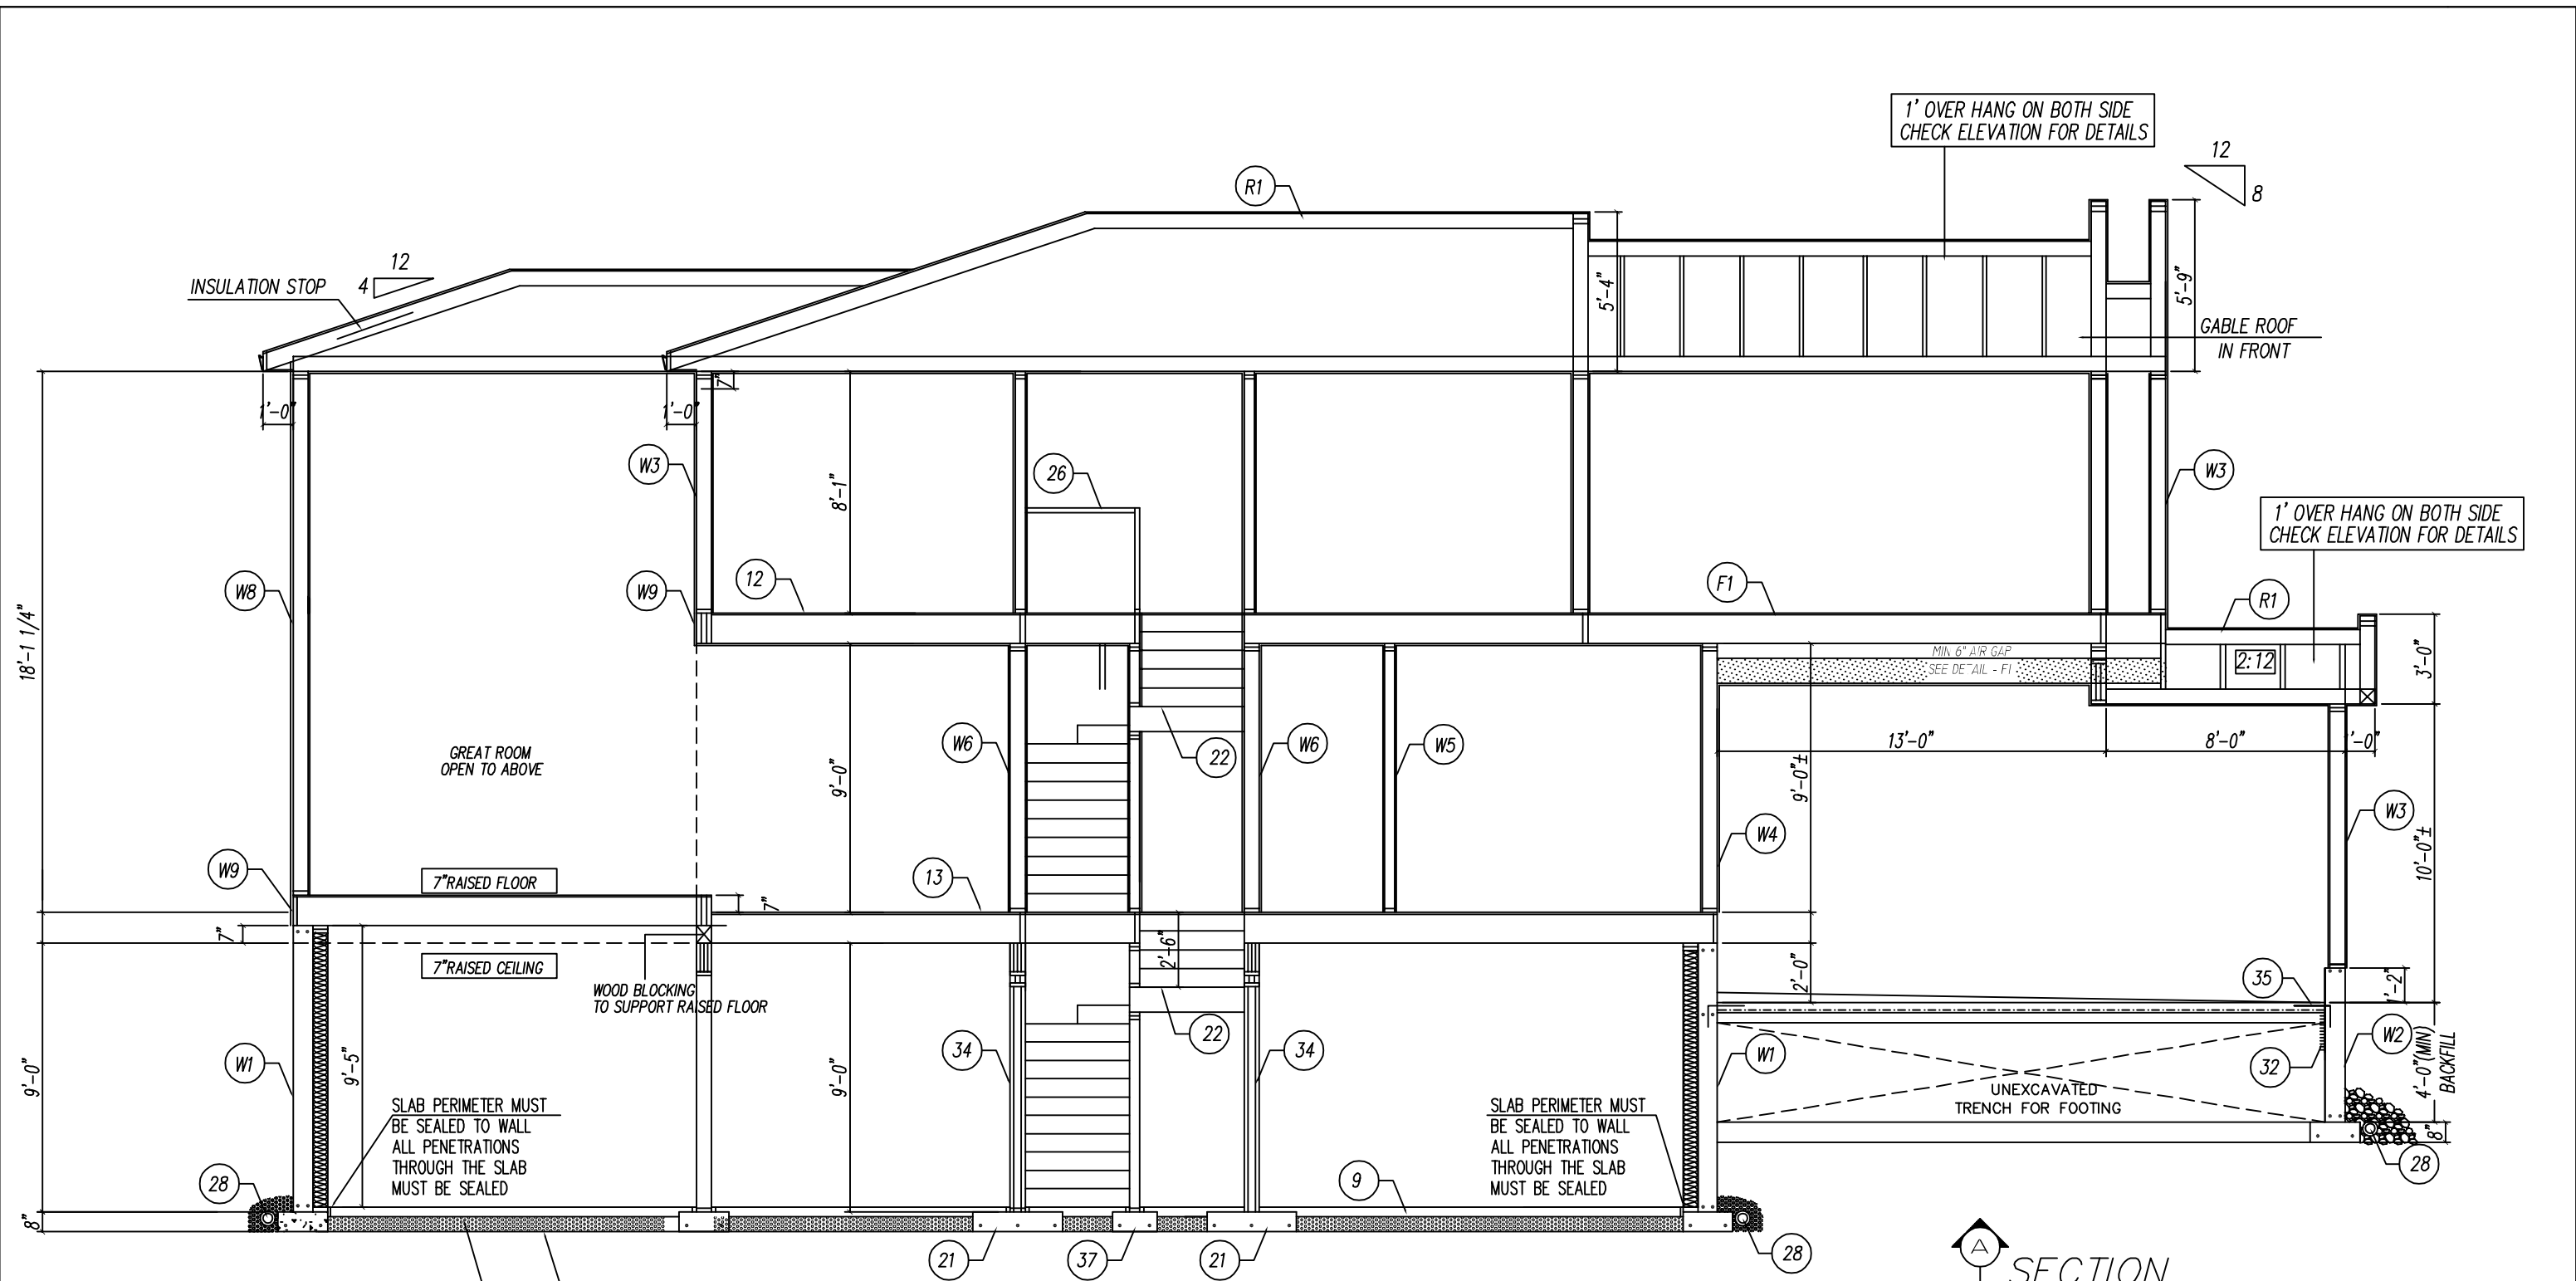 1' OVER HANG ON BOTH SIDE
CHECK ELEVATION FOR DETAILS
12
8
R1
12
4
INSULATION STOP
5'-4"
5'-9"
GABLE ROOF
IN FRONT
1'-0"
1'-0"
7"
W3
8'-1"
26
W3
1' OVER HANG ON BOTH SIDE
CHECK ELEVATION FOR DETAILS
W8
W9
12
F1
R1
18'-1 1/4"
MIN 6" AIR GAP
SEE DETAIL - F1
2:12
3'-0"
GREAT ROOM
OPEN TO ABOVE
W6
22
W6
W5
13'-0"
8'-0"
'-0"
9'-0"
9'-0"±
W4
W3
10'-0"±
W9
7"RAISED FLOOR
13
7"
7"
7"RAISED CEILING
2'-6"
2'-0"
35
1'-2"
WOOD BLOCKING
TO SUPPORT RAISED FLOOR
22
9'-0"
W1
9'-5"
9'-0"
34
34
W1
32
W2
4'-0"(MIN)
BACKFILL
UNEXCAVATED
TRENCH FOR FOOTING
SLAB PERIMETER MUST
BE SEALED TO WALL
ALL PENETRATIONS
THROUGH THE SLAB
MUST BE SEALED
SLAB PERIMETER MUST
BE SEALED TO WALL
ALL PENETRATIONS
THROUGH THE SLAB
MUST BE SEALED
8"
28
28
9
8"
21
37
21
28
A
SECTION